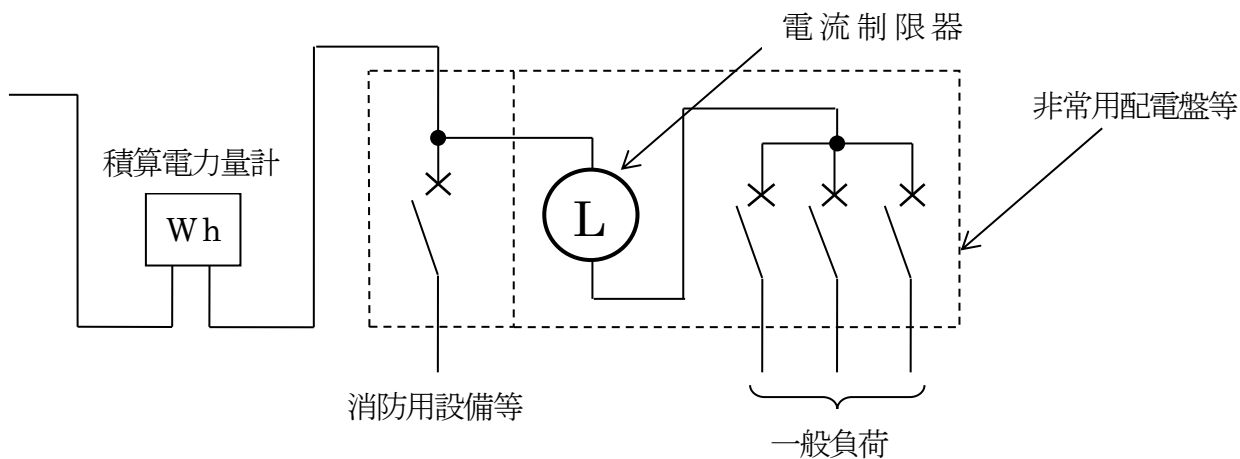 電流制限器
非常用配電盤等
積算電力量計
Wh
L
消防用設備等
一般負荷